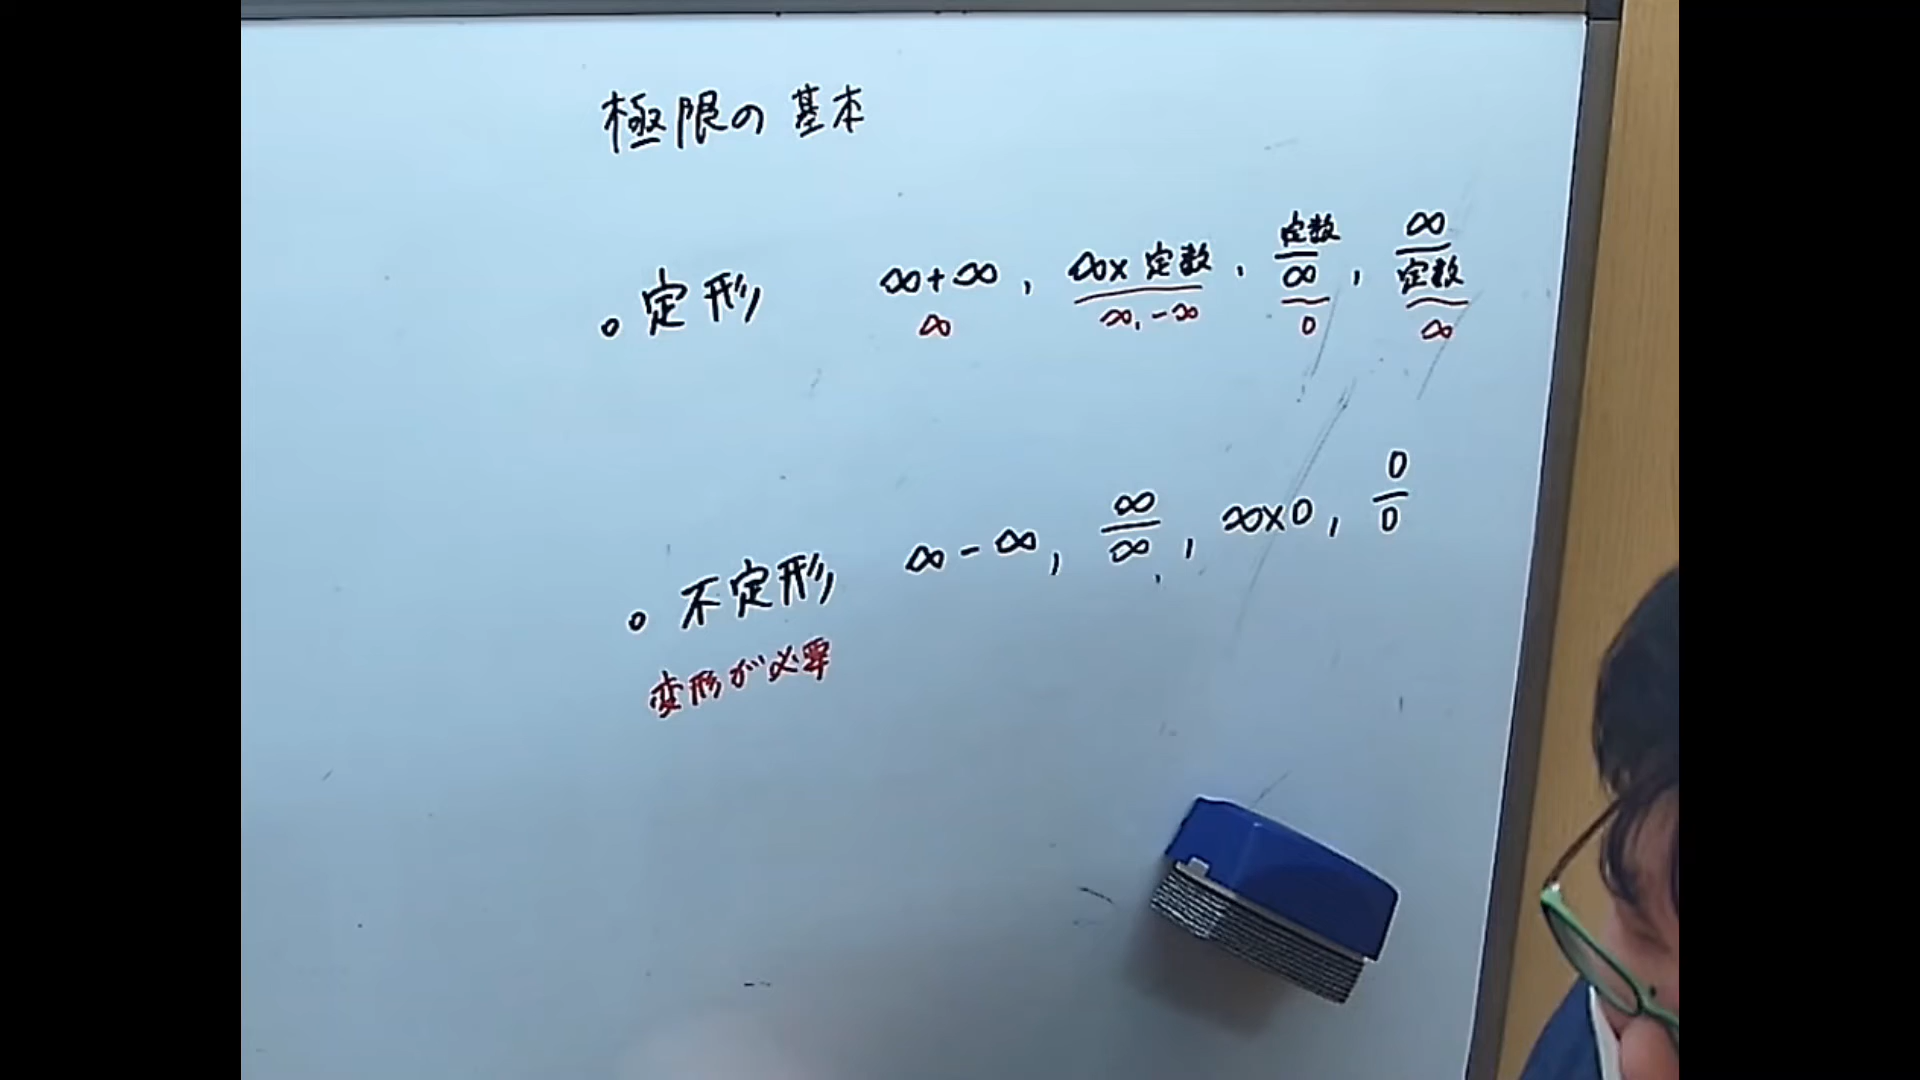 極限の基本
。定形 ∞+∞, ∞×定数, 定数/∞, ∞/定数
∞ ∞,-∞ 0 ∞
。不定形 ∞-∞, ∞/∞, ∞×0, 0/0
変形が必要